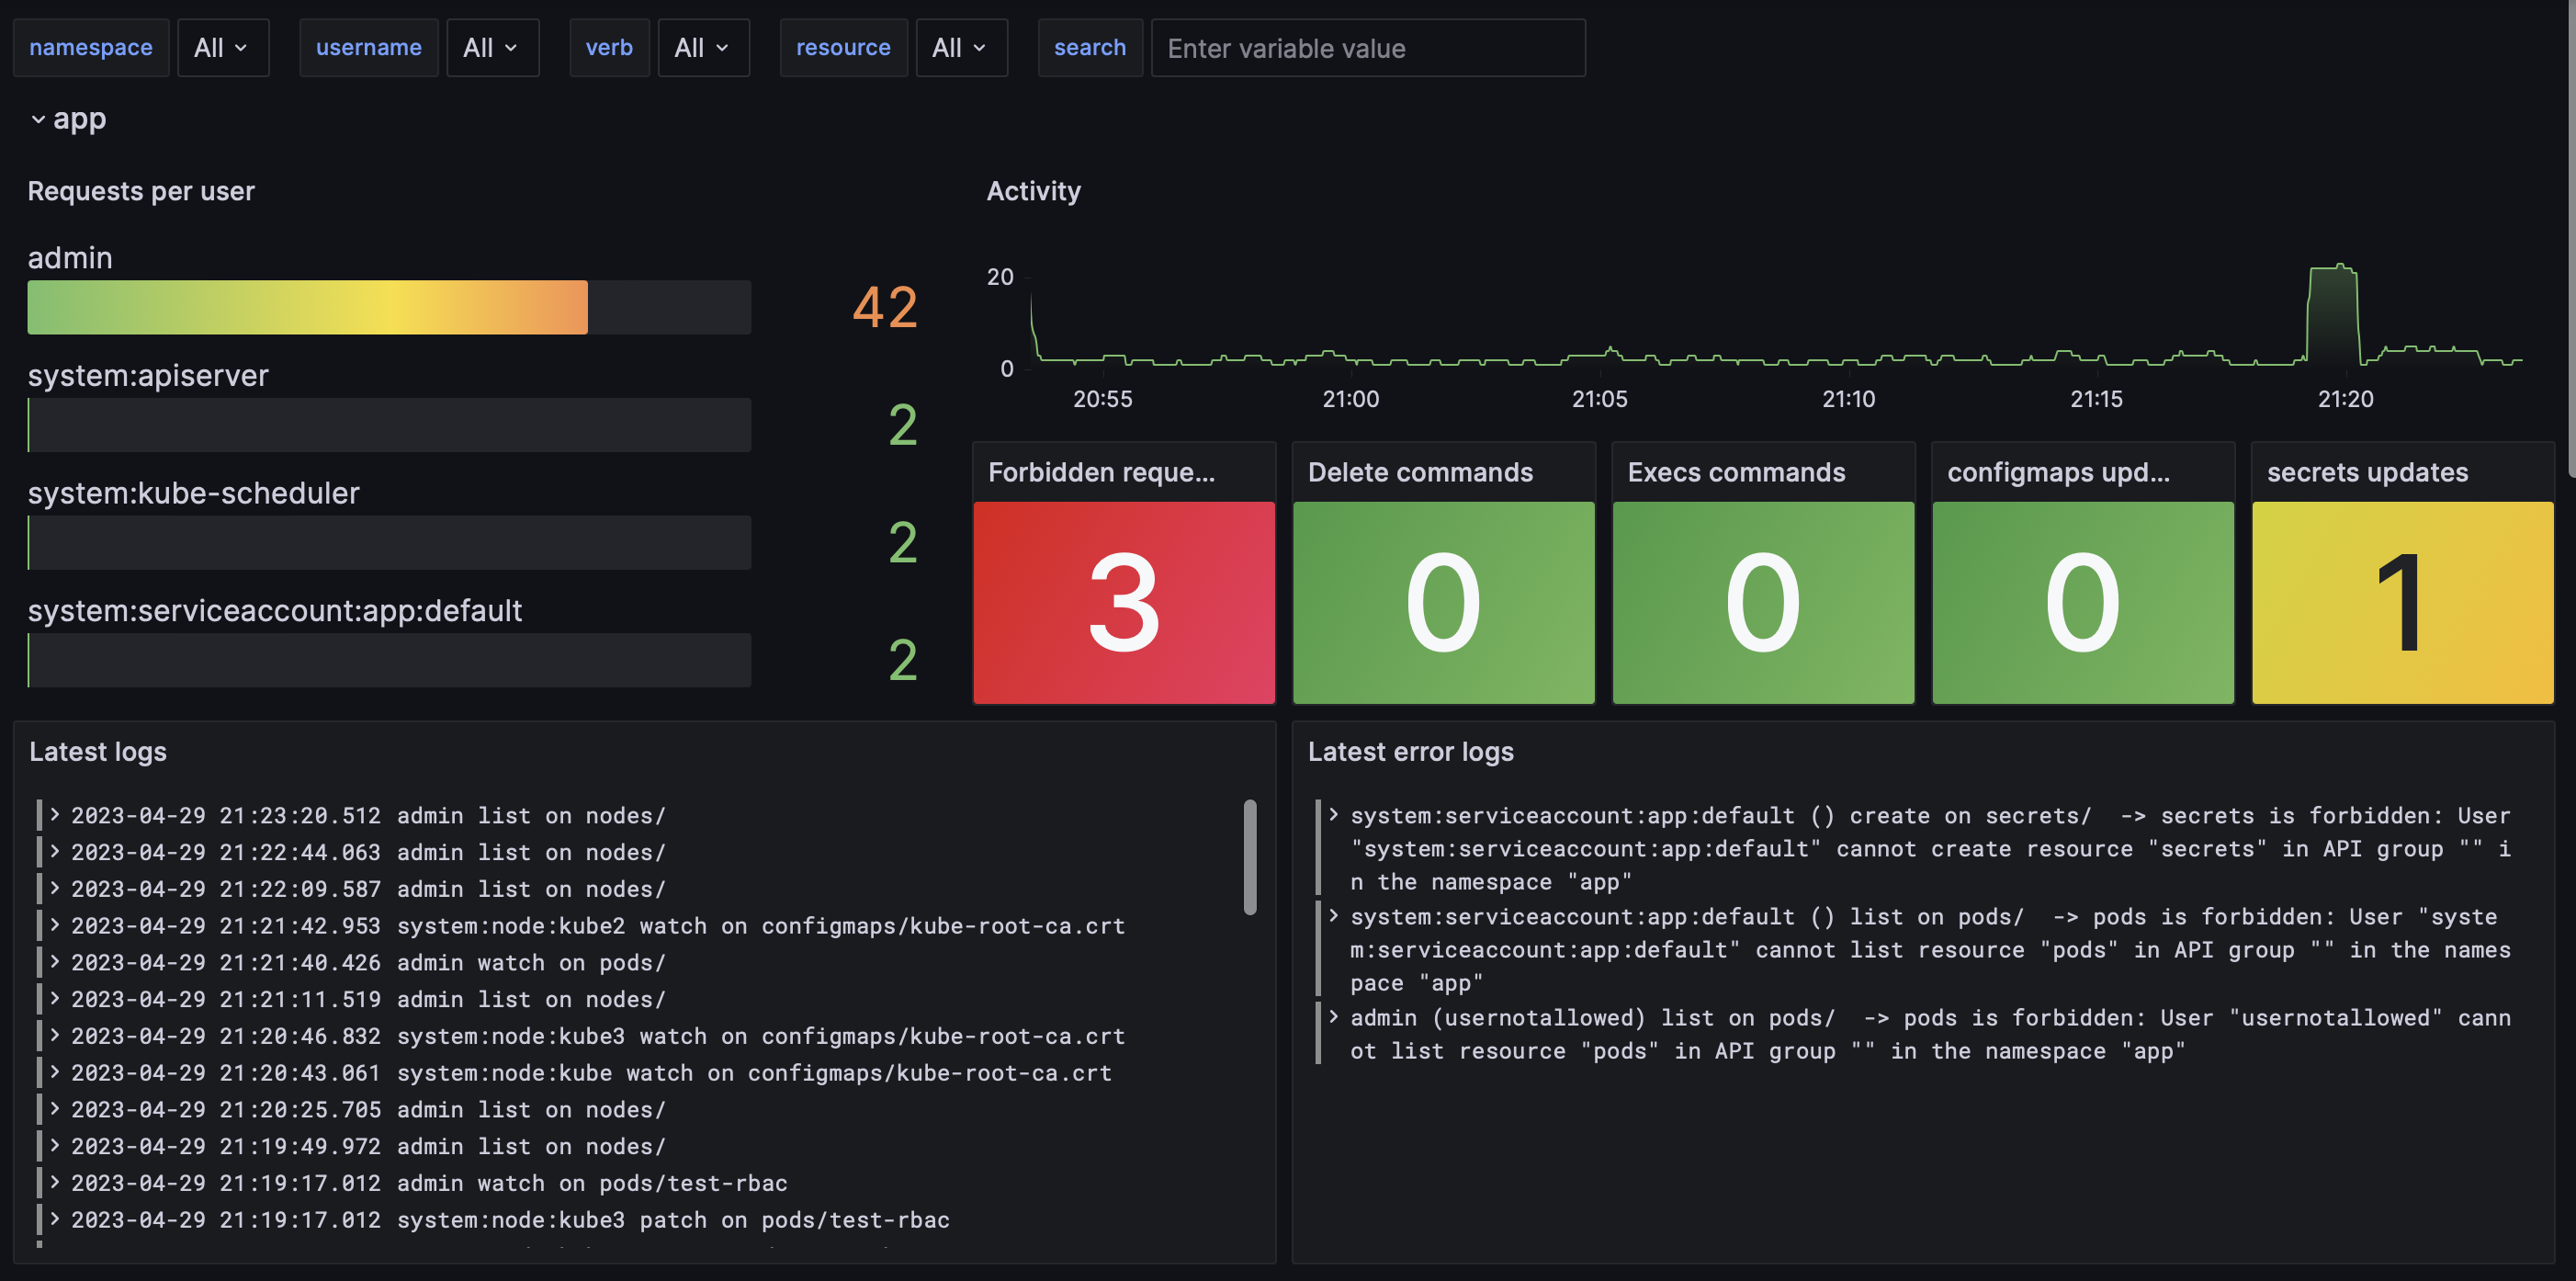 namespace All username All verb All resource All search Enter variable value
app
Requests per user
admin
42
system:apiserver
2
system:kube-scheduler
2
system:serviceaccount:app:default
2
Activity
20
0
20:55 21:00 21:05 21:10 21:15 21:20
Forbidden reque...
3
Delete commands
0
Execs commands
0
configmaps upd...
0
secrets updates
1
Latest logs
2023-04-29 21:23:20.512 admin list on nodes/
2023-04-29 21:22:44.063 admin list on nodes/
2023-04-29 21:22:09.587 admin list on nodes/
2023-04-29 21:21:42.953 system:node:kube2 watch on configmaps/kube-root-ca.crt
2023-04-29 21:21:40.426 admin watch on pods/
2023-04-29 21:21:11.519 admin list on nodes/
2023-04-29 21:20:46.832 system:node:kube3 watch on configmaps/kube-root-ca.crt
2023-04-29 21:20:43.061 system:node:kube watch on configmaps/kube-root-ca.crt
2023-04-29 21:20:25.705 admin list on nodes/
2023-04-29 21:19:49.972 admin list on nodes/
2023-04-29 21:19:17.012 admin watch on pods/test-rbac
2023-04-29 21:19:17.012 system:node:kube3 patch on pods/test-rbac
Latest error logs
system:serviceaccount:app:default () create on secrets/  -> secrets is forbidden: User
"system:serviceaccount:app:default" cannot create resource "secrets" in API group "" i
n the namespace "app"
system:serviceaccount:app:default () list on pods/  -> pods is forbidden: User "syste
m:serviceaccount:app:default" cannot list resource "pods" in API group "" in the names
pace "app"
admin (usernotallowed) list on pods/  -> pods is forbidden: User "usernotallowed" cann
ot list resource "pods" in API group "" in the namespace "app"